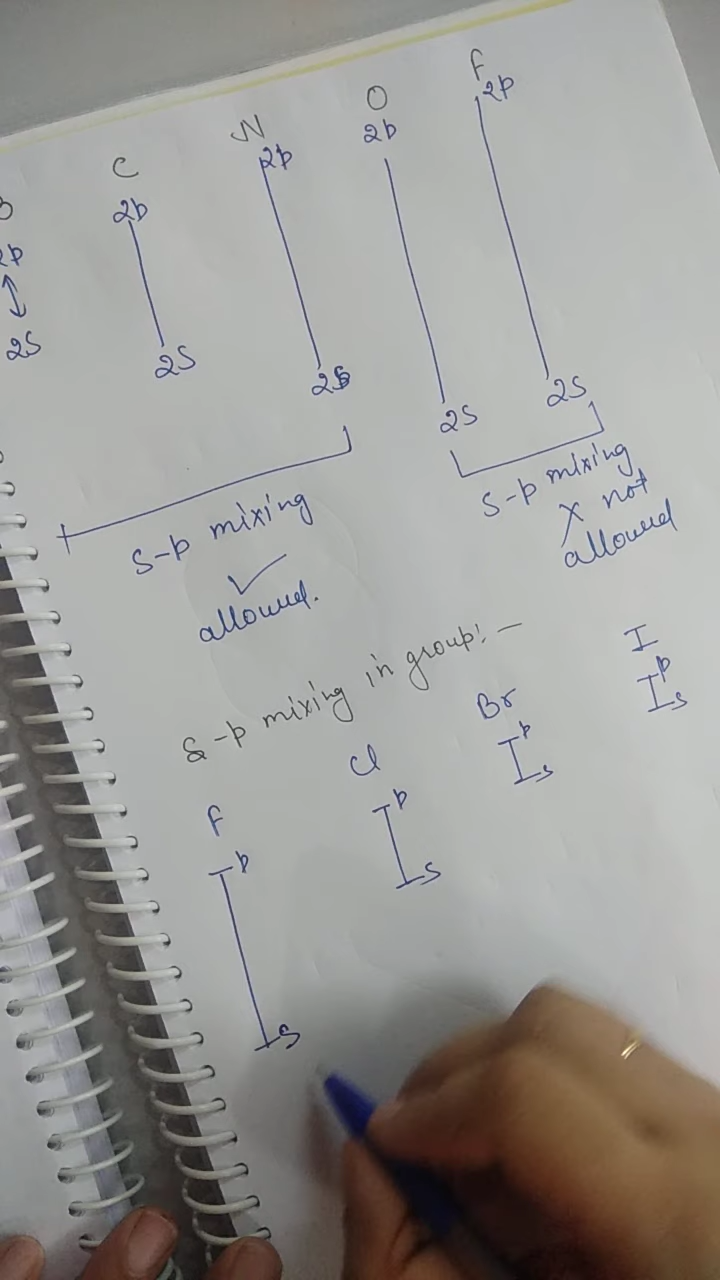 C N O F
2p 2p 2p 2p 2p
2s 2s 2s 2s 2s
s-p mixing s-p mixing
✓ x not
allowed. allowed
s-p mixing in group:-
F Cl Br I
p p p p
s s s s